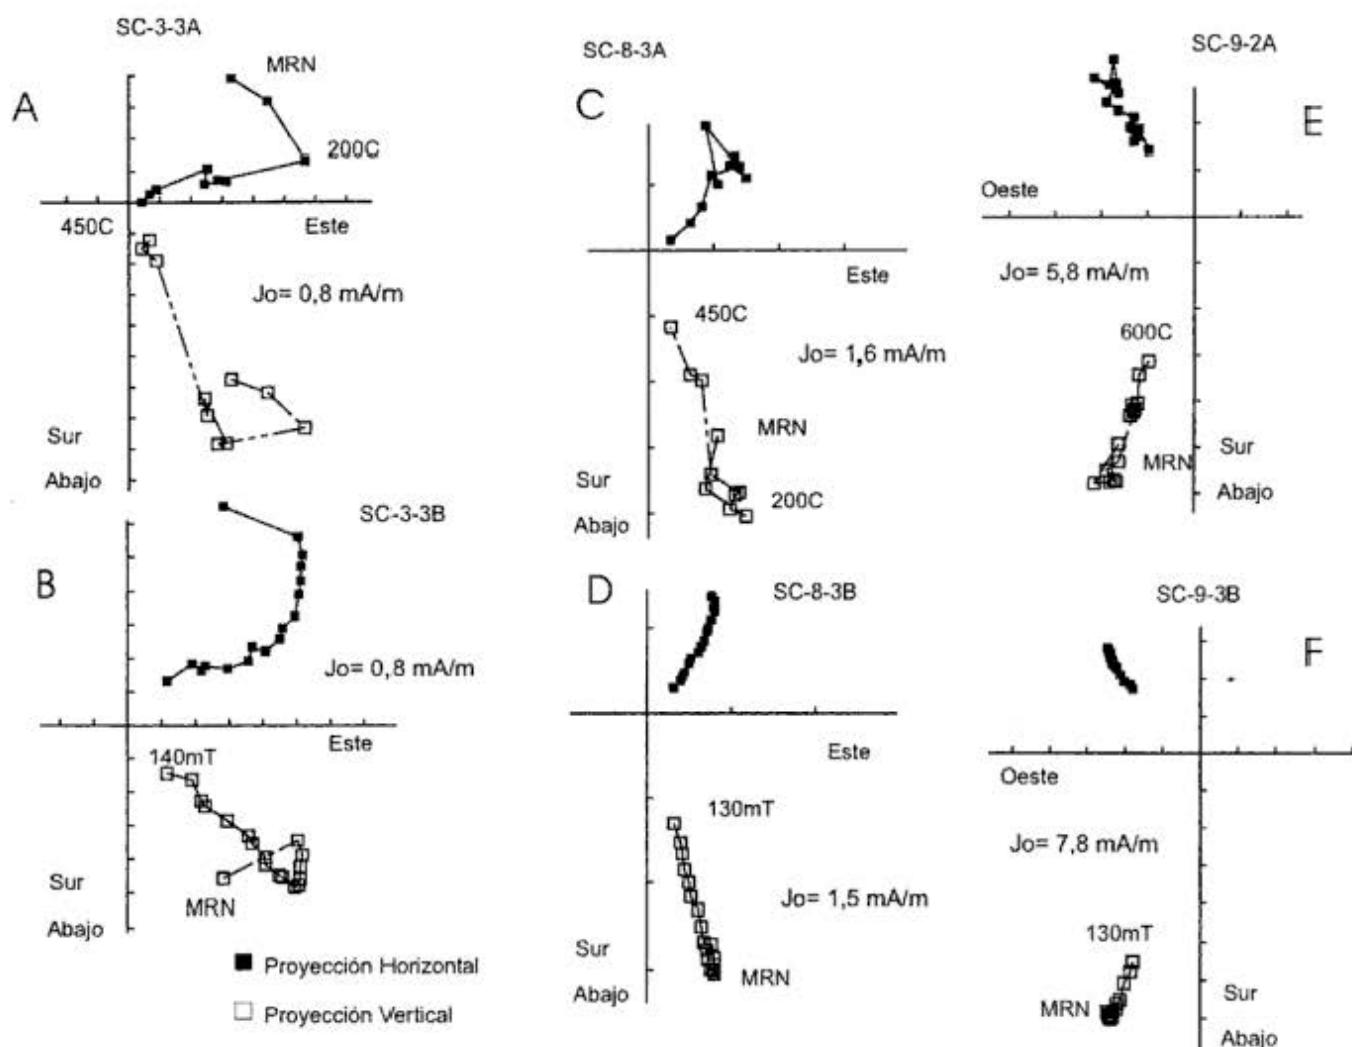 SC-3-3A
MRN
A
200C
450C
Este
Jo= 0,8 mA/m
Sur
Abajo
SC-3-3B
B
Jo= 0,8 mA/m
Este
140mT
Sur
MRN
Abajo
Proyección Horizontal
Proyección Vertical
SC-8-3A
C
Este
450C
Jo= 1,6 mA/m
MRN
Sur
200C
Abajo
D
SC-8-3B
Este
130mT
Jo= 1,5 mA/m
Sur
MRN
Abajo
SC-9-2A
E
Oeste
Jo= 5,8 mA/m
600C
Sur
MRN
Abajo
SC-9-3B
F
Oeste
Jo= 7,8 mA/m
130mT
Sur
MRN
Abajo